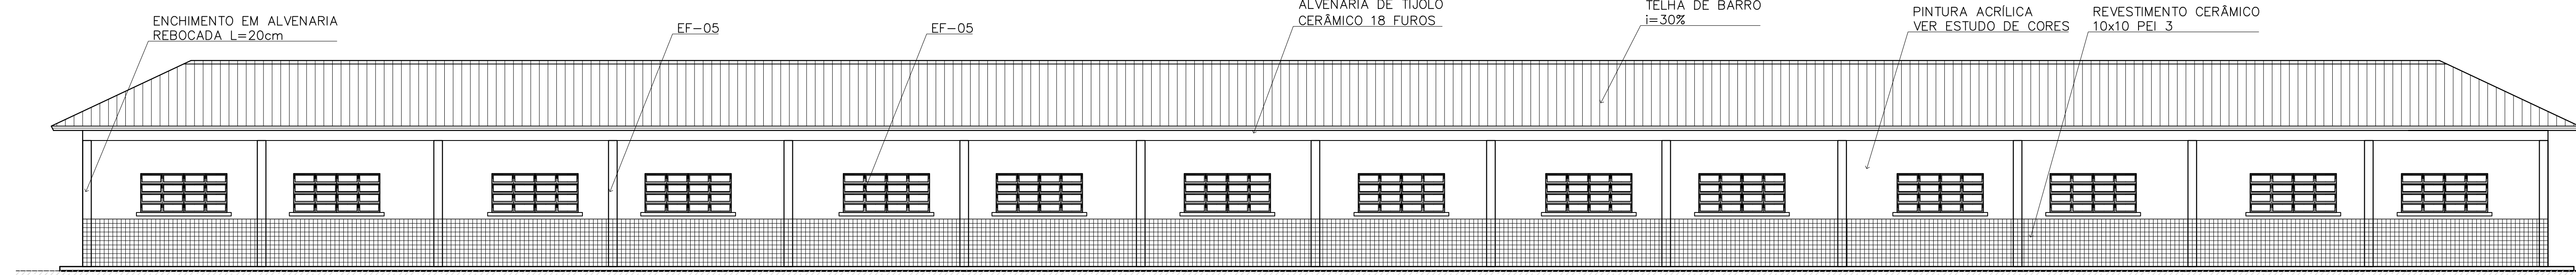 ENCHIMENTO EM ALVENARIA
REBOCADA L=20cm
EF-05
EF-05
ALVENARIA DE TIJOLO
CERÂMICO 18 FUROS
TELHA DE BARRO
i=30%
PINTURA ACRÍLICA
VER ESTUDO DE CORES
REVESTIMENTO CERÂMICO
10x10 PEI 3